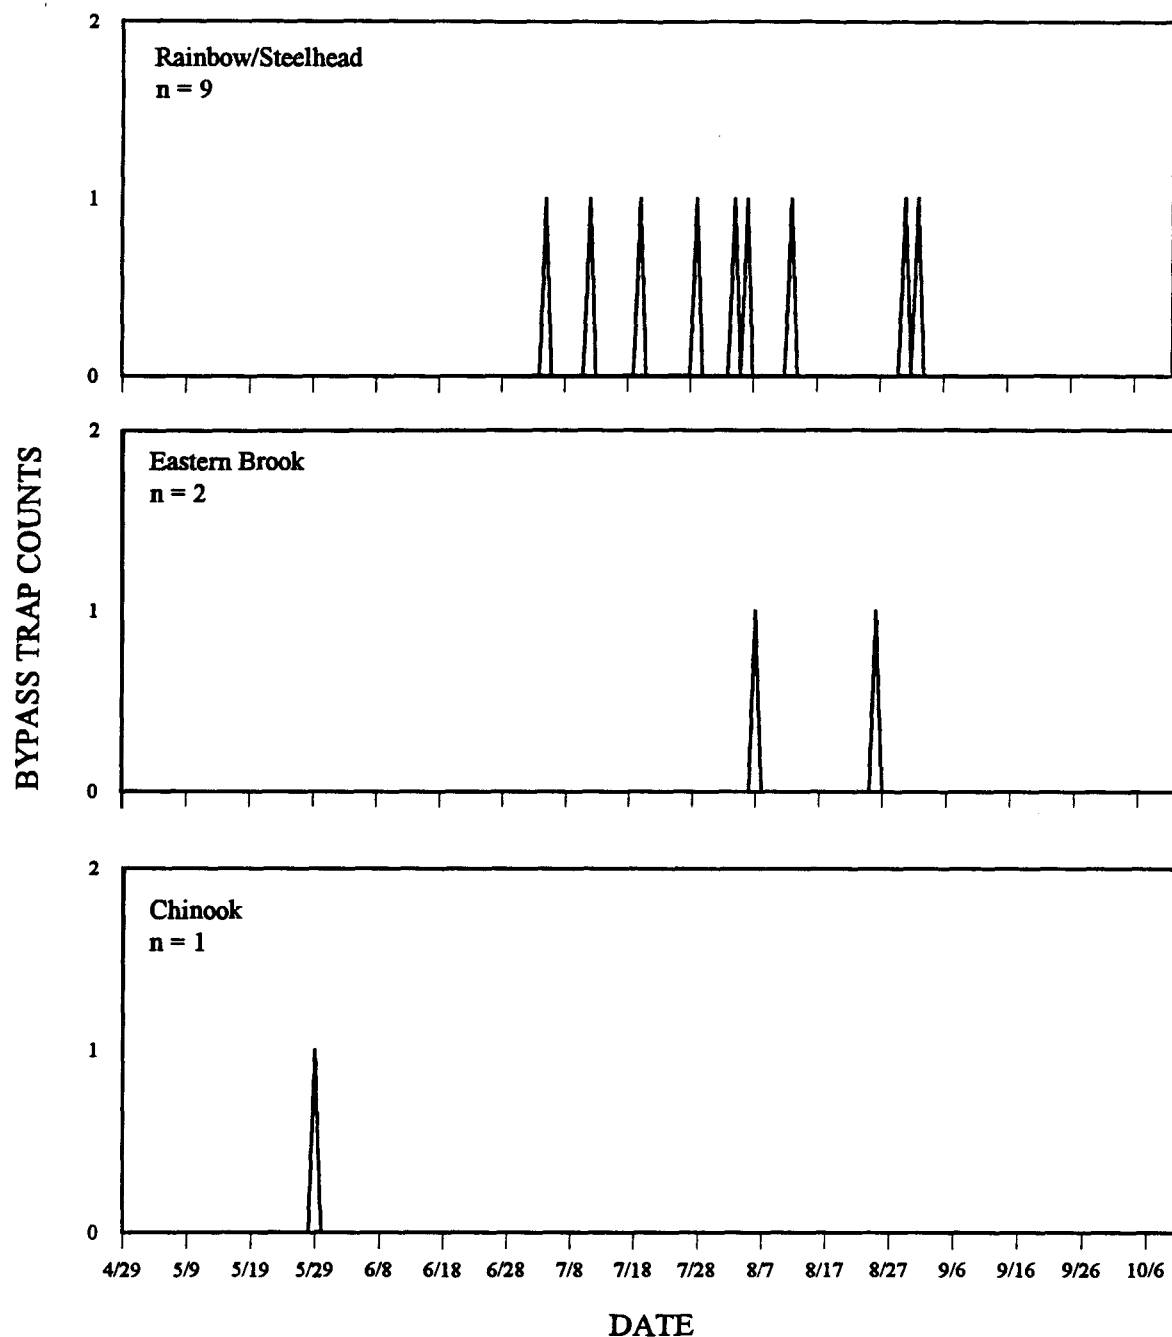 2
Rainbow/Steelhead
n = 9
1
0
2
Eastern Brook
n = 2
1
0
BYPASS TRAP COUNTS
2
Chinook
n = 1
1
0
4/29 5/9 5/19 5/29 6/8 6/18 6/28 7/8 7/18 7/28 8/7 8/17 8/27 9/6 9/16 9/26 10/6
DATE